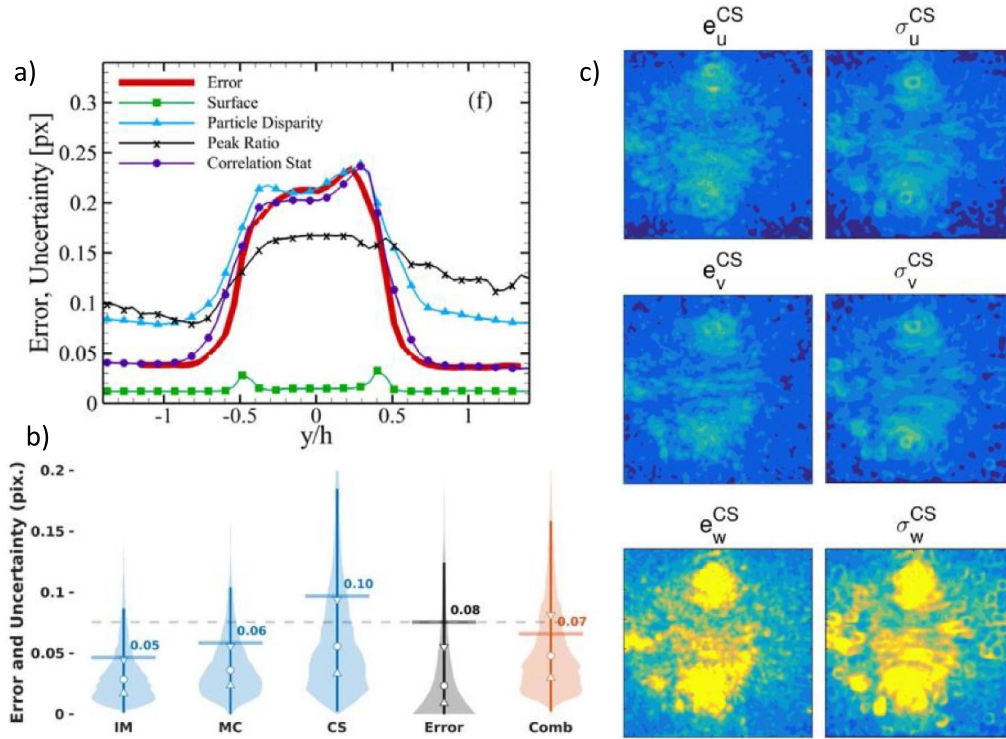 a)
0.3
0.25
0.2
0.15
0.1
0.05
0
Error, Uncertainty [px]
Error
Surface
Particle Disparity
Peak Ratio
Correlation Stat
(f)
-1 -0.5 0 0.5 1
y/h
b)
Error and Uncertainty (pix.)
0.2 -
0.15 -
0.1 -
0.05 -
0 -
0.05
0.06
0.10
0.08
0.07
IM MC CS Error Comb
c)
e_u^CS σ_u^CS
e_v^CS σ_v^CS
e_w^CS σ_w^CS